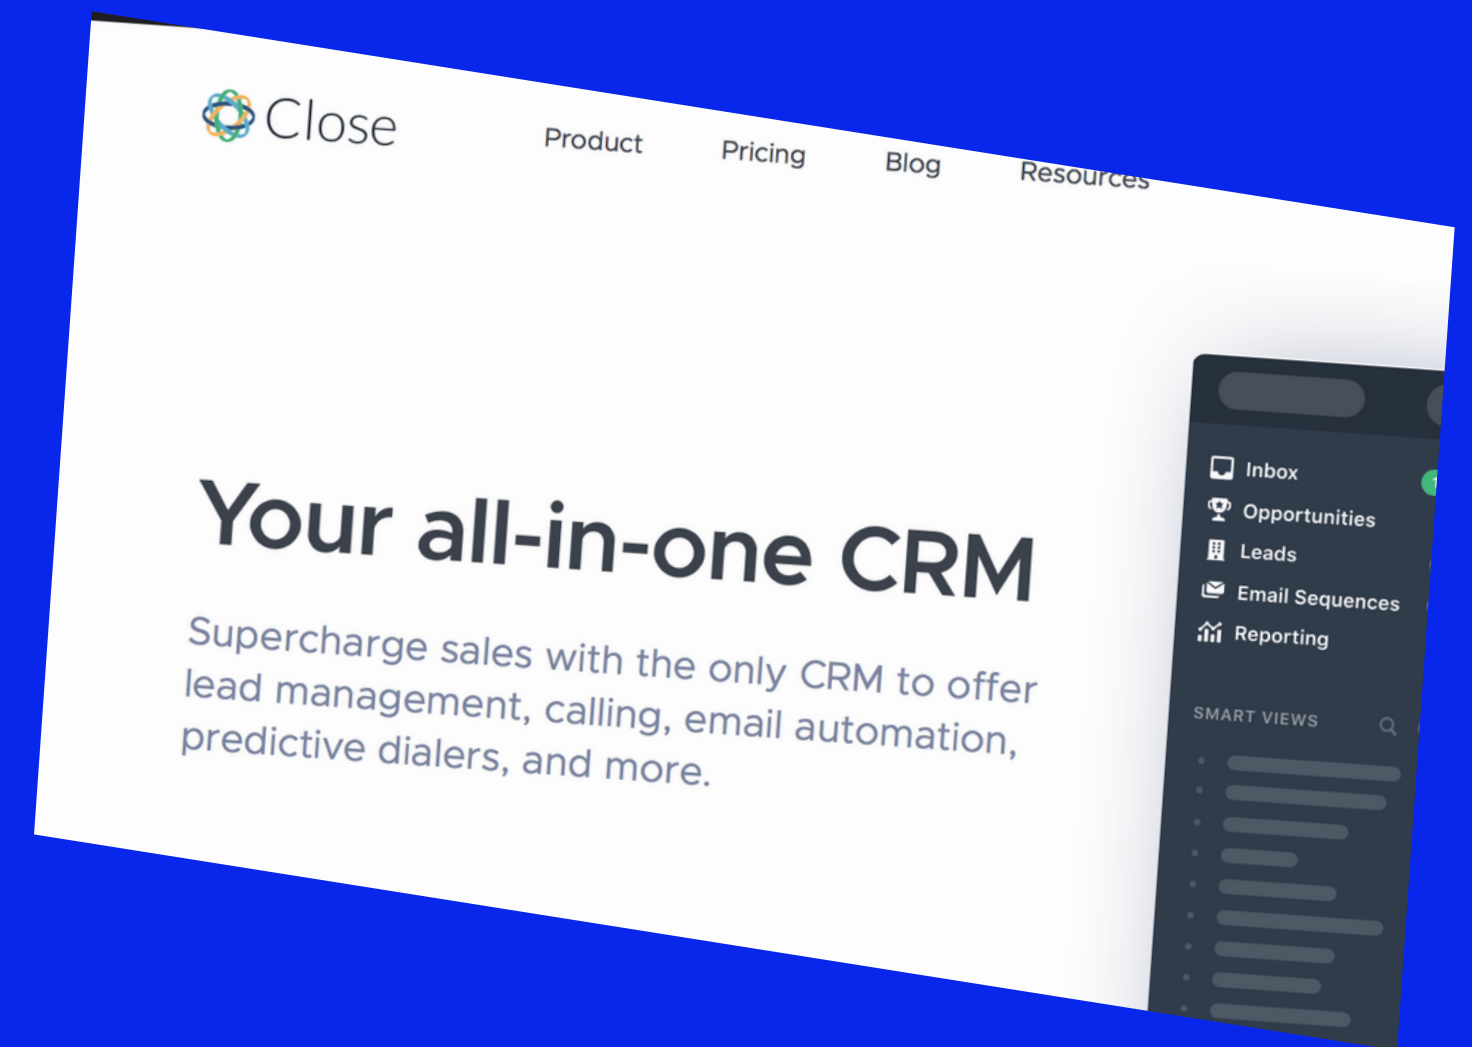 Close
Product
Pricing
Blog
Resources
Your all-in-one CRM
Supercharge sales with the only CRM to offer
lead management, calling, email automation,
predictive dialers, and more.
Inbox
Opportunities
Leads
Email Sequences
Reporting
SMART VIEWS